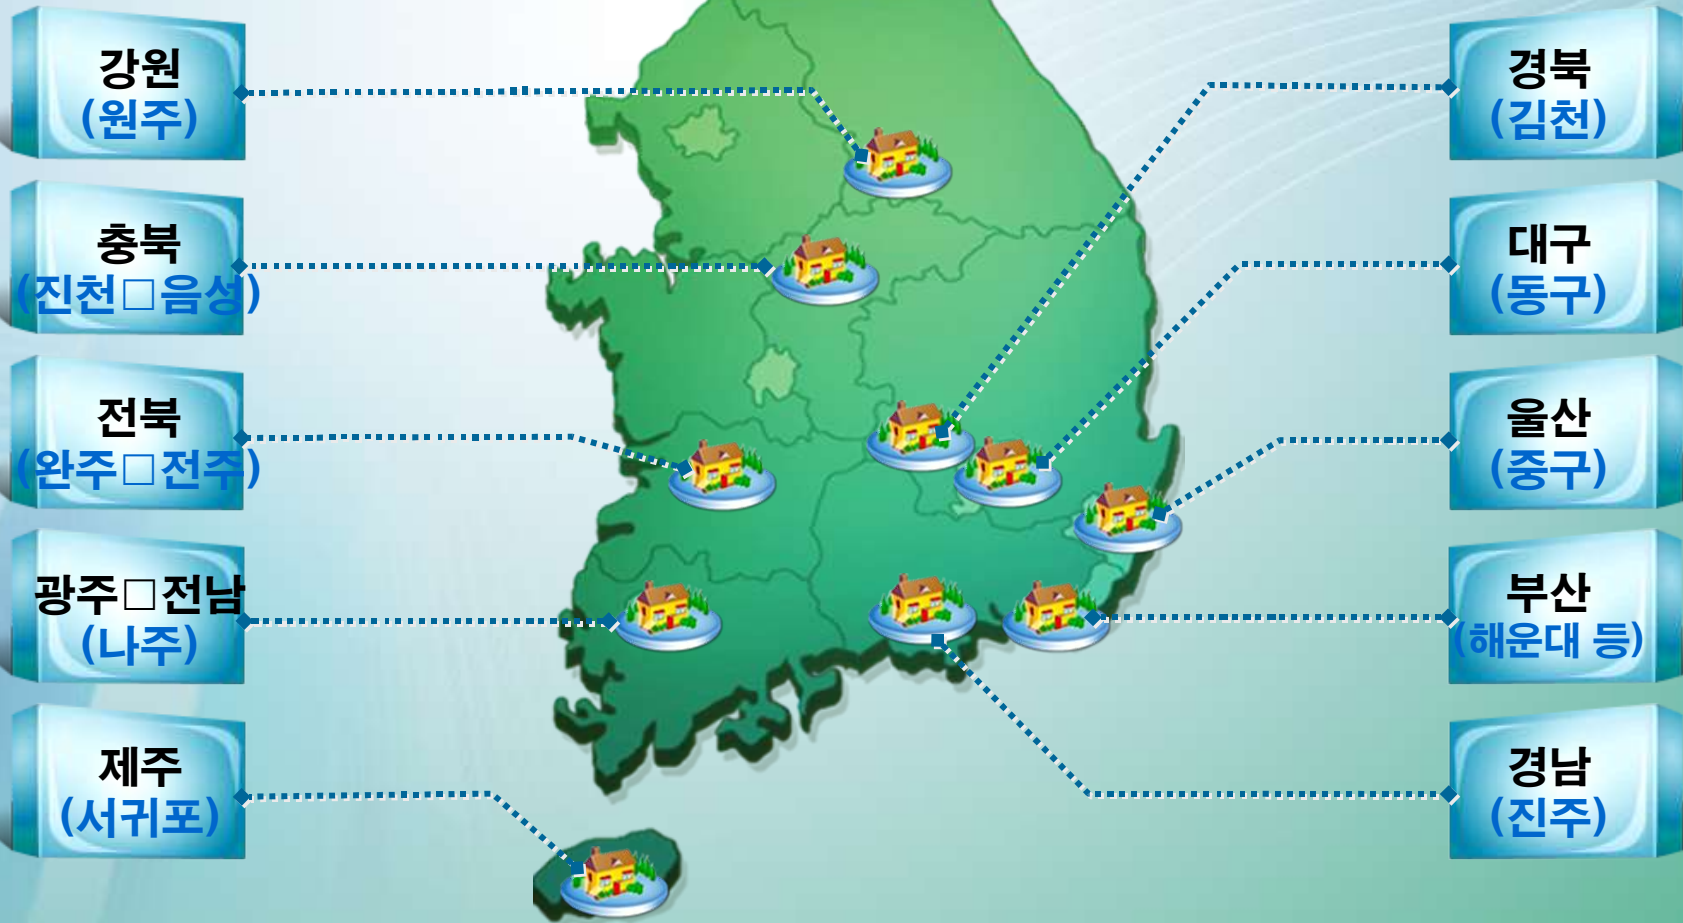 강원
(원주)
충북
(진천□음성)
전북
(완주□전주)
광주□전남
(나주)
제주
(서귀포)
경북
(김천)
대구
(동구)
울산
(중구)
부산
(해운대 등)
경남
(진주)